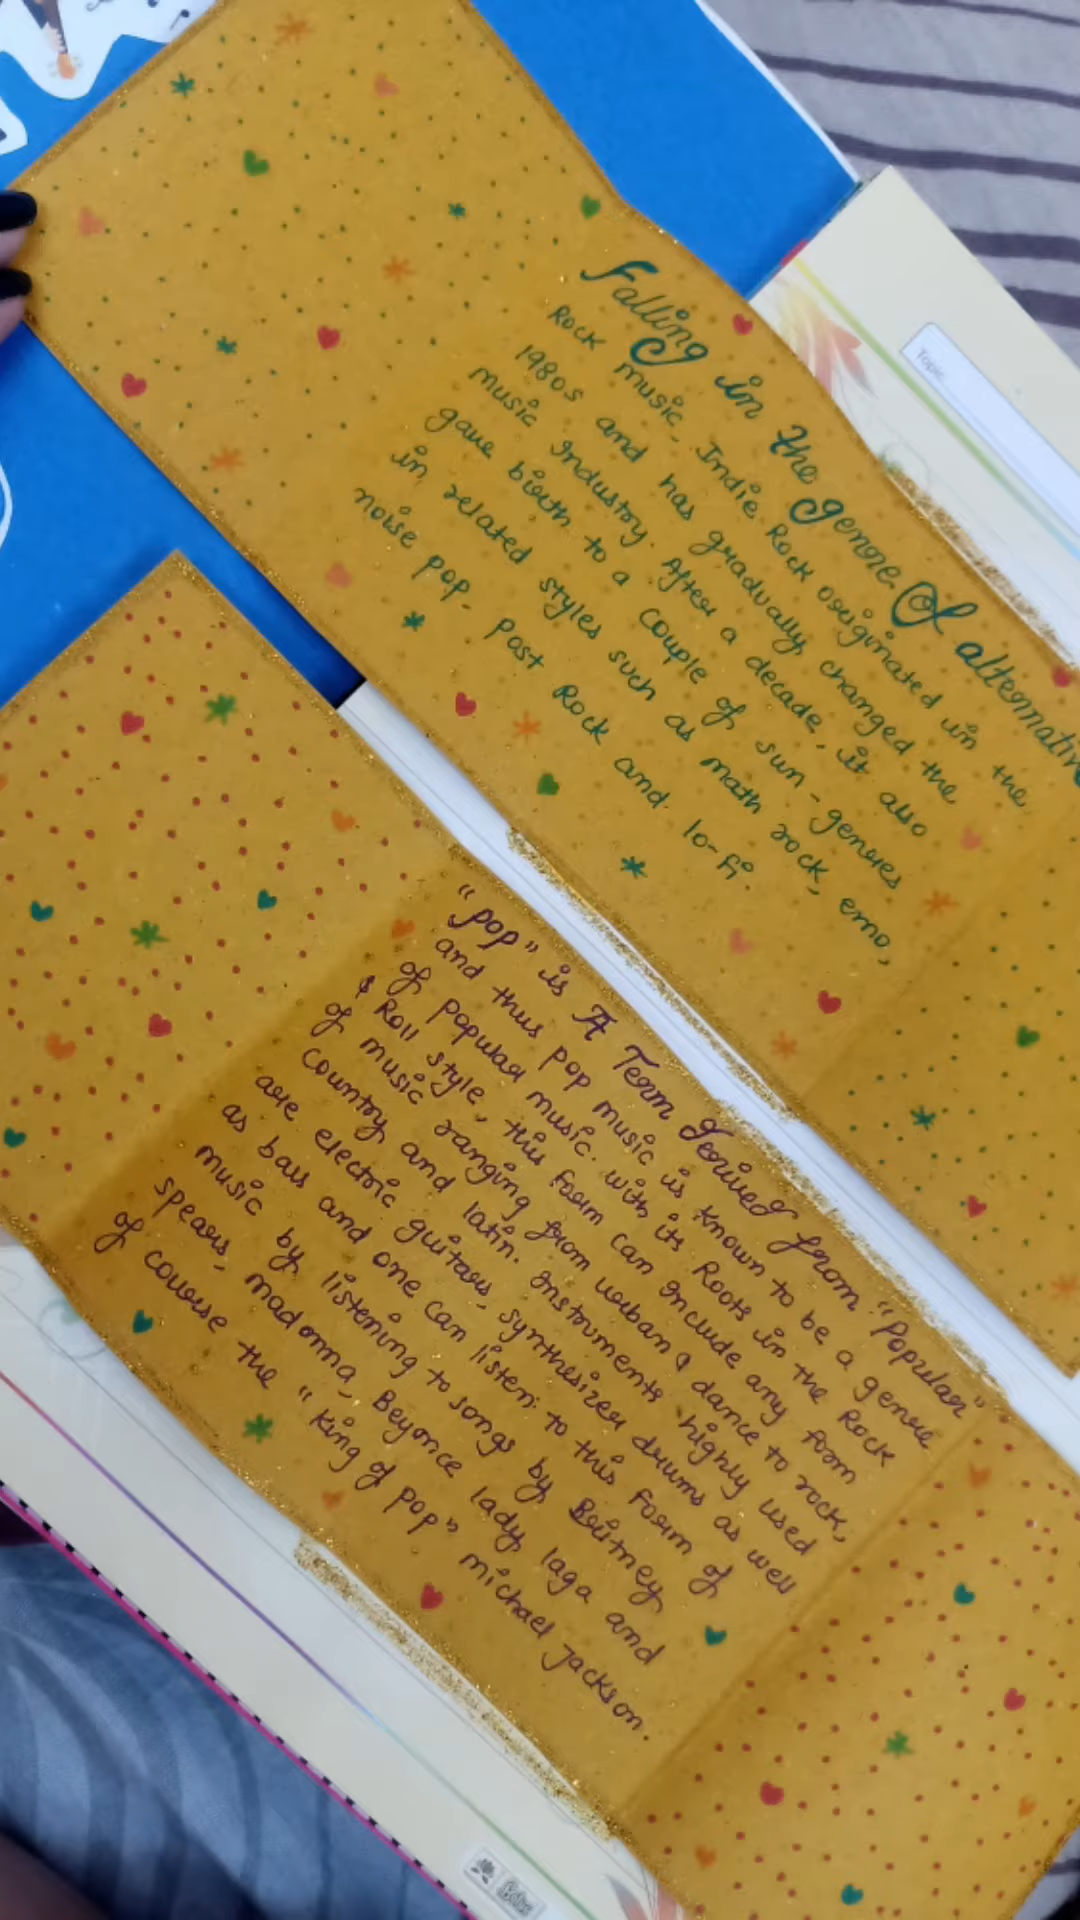 Falling in the genre of alternative
Rock music. Indie Rock originated in the
1980s and has gradually changed the
music industry. After a decade, it also
gave birth to a couple of sun-genres
in related styles such as math rock, emo,
noise pop. Post Rock and lo-fi.
"Pop" is A Term Derived from "Popular"
and thus pop music is known to be a genre
of popular music. with its Roots in the Rock
& Roll style, this form can include any form
of music ranging from urban & dance to rock,
country and latin. Instruments highly used
are electric guitars, synthesizer drums as well
as bass and one can listen to this form of
music by listening to songs by Britney
spears, madonna, Beyonce lady laga and
of course the "King of pop" michael Jackson.
Topic